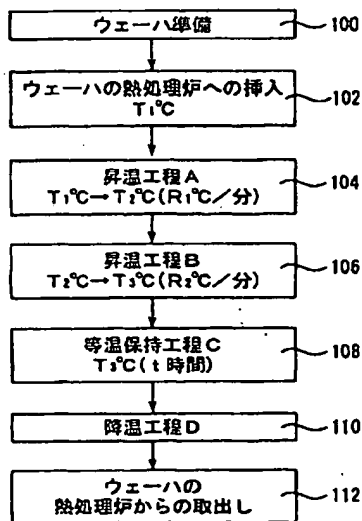 ウェーハ準備 100
ウェーハの熱処理炉への挿入
T₁℃ 102
昇温工程A
T₁℃→T₂℃(R₁℃/分) 104
昇温工程B
T₂℃→T₃℃(R₂℃/分) 106
等温保持工程C
T₃℃(t時間) 108
降温工程D 110
ウェーハの
熱処理炉からの取出し 112